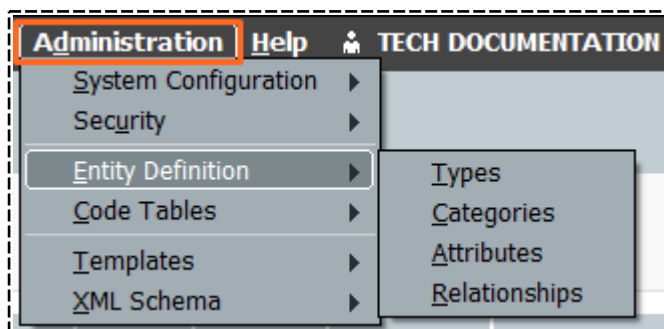 Administration Help TECH DOCUMENTATION
System Configuration
Security
Entity Definition
Types
Code Tables
Categories
Attributes
Templates
Relationships
XML Schema